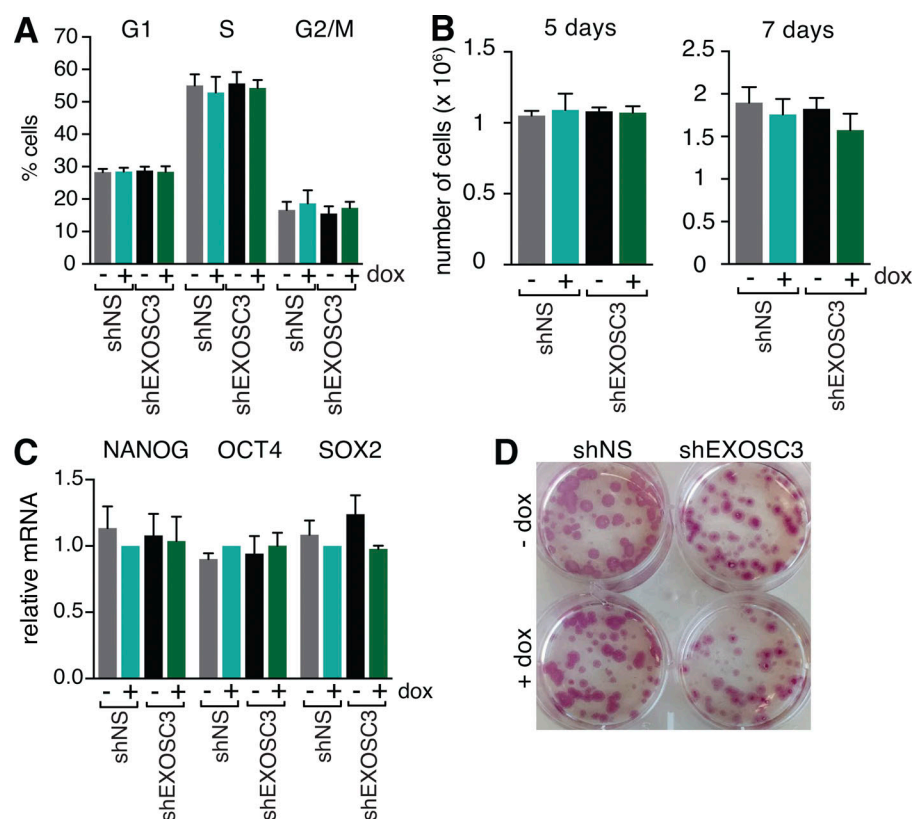 A
G1 S G2/M
% cells
70
60
50
40
30
20
10
0
- + - + - + - + - + - + dox
shNS shEXOSC3 shNS shEXOSC3 shNS shEXOSC3
B
5 days 7 days
number of cells (x 10⁶)
1.5
1
0.5
0
2.5
2
1.5
1
0.5
0
- + - + - + - + dox
shNS shEXOSC3 shNS shEXOSC3
C
NANOG OCT4 SOX2
relative mRNA
1.5
1.0
0.5
0.0
- + - + - + - + - + - + dox
shNS shEXOSC3 shNS shEXOSC3 shNS shEXOSC3
D
shNS shEXOSC3
- dox
+ dox